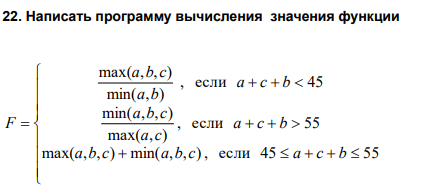 22. Написать программу вычисления значения функции
max(a,b,c)
min(a,b) , если a + c + b < 45
F = min(a,b,c)
max(a,c) , если a + c + b > 55
max(a,b,c) + min(a,b,c), если 45 ≤ a + c + b ≤ 55